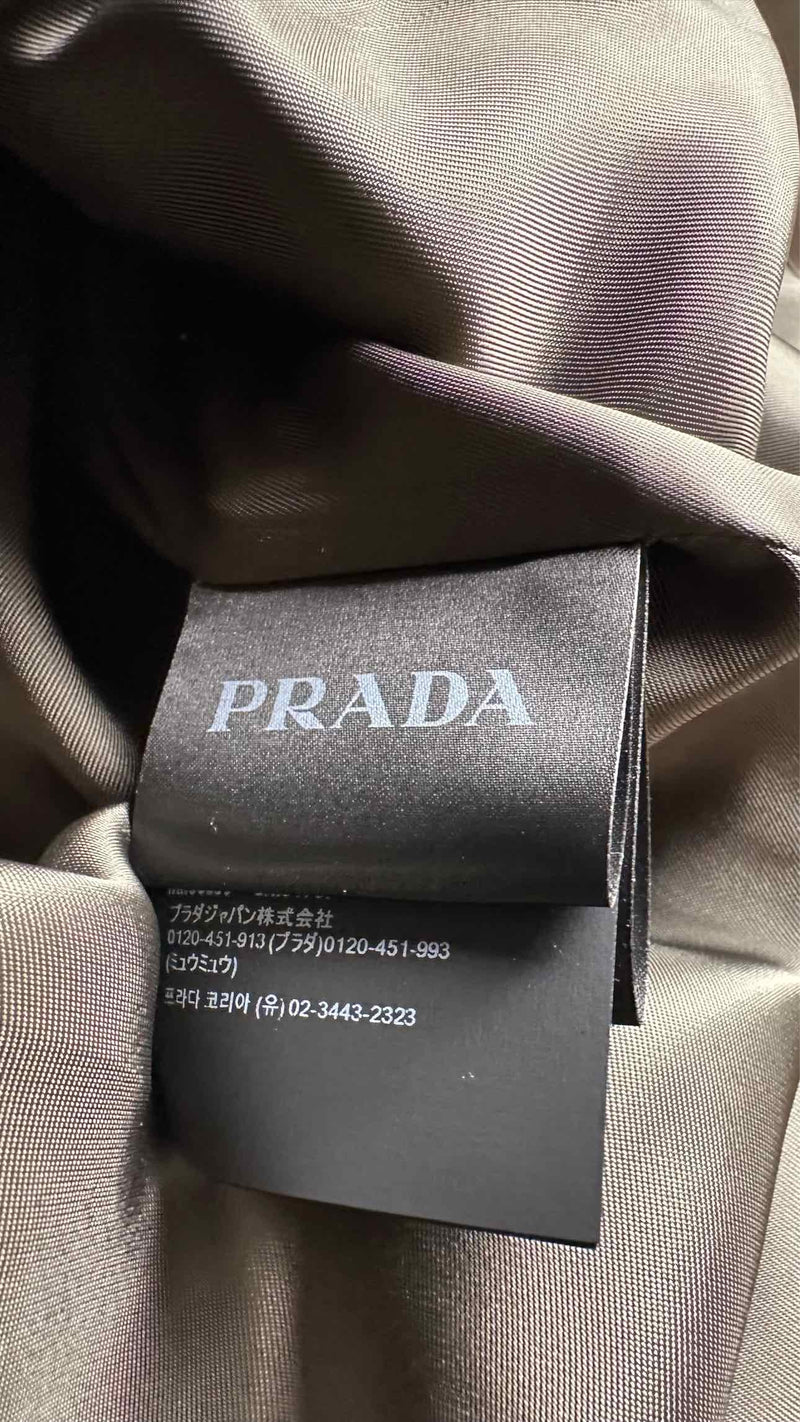 PRADA
プラダジャパン株式会社
0120-451-913 (プラダ)0120-451-993
(ミュウミュウ)
프라다 코리아 (유) 02-3443-2323